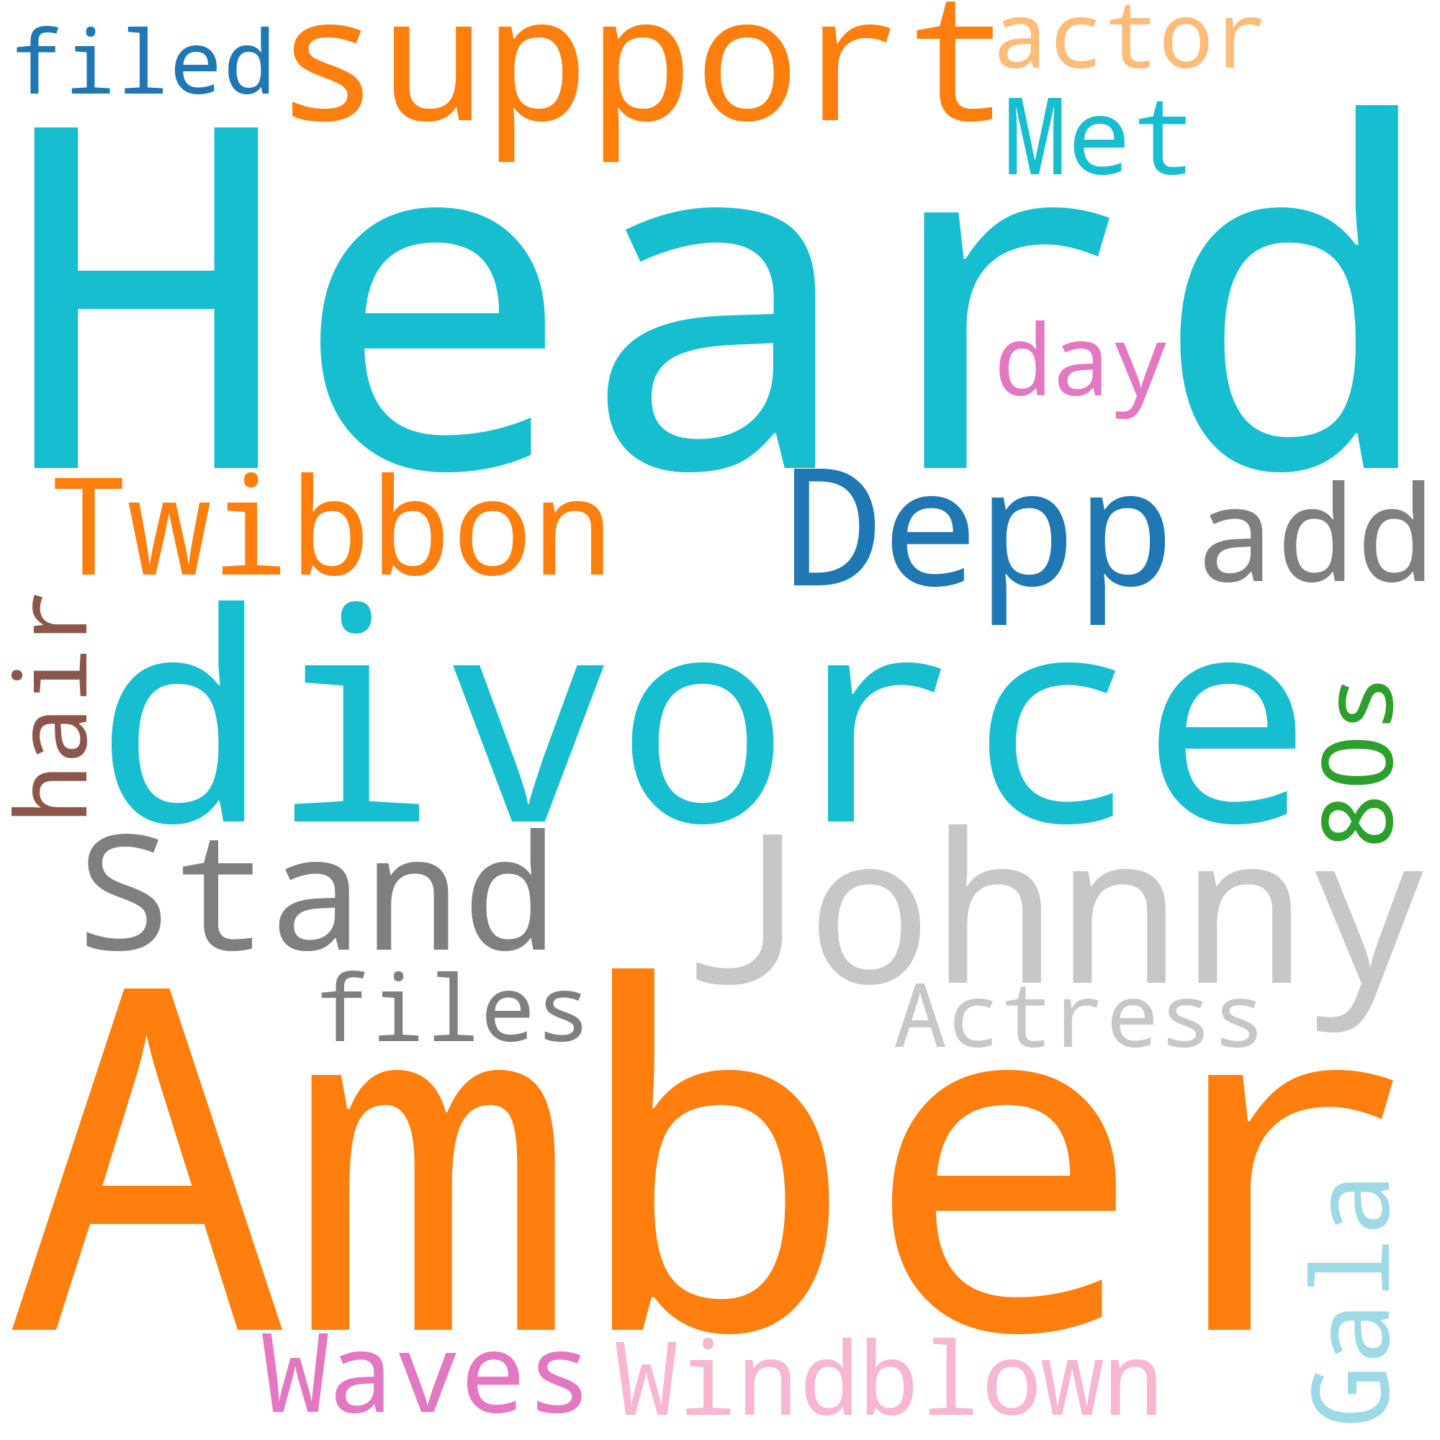 filed
support
actor
Met
Heard
day
Twibbon
Depp
add
hair
divorce
80s
Stand
Johnny
files
Actress
Amber
Gala
Waves
Windblown